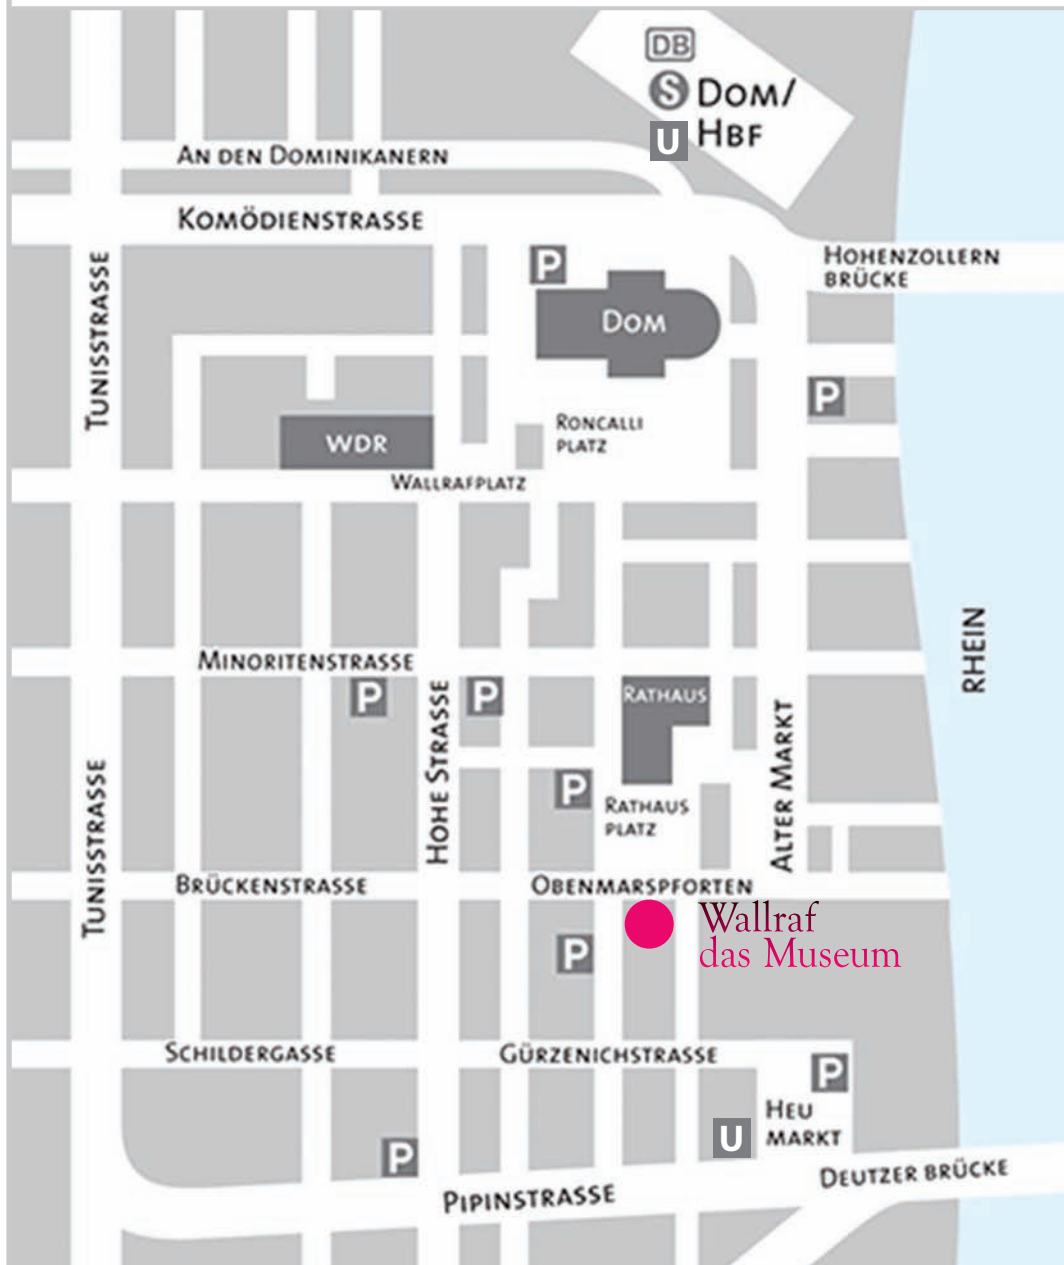 DB
S DOM/
U HBF
AN DEN DOMINIKANERN
KOMÖDIENSTRASSE
HOHENZOLLERN
BRÜCKE
TUNISSTRASSE
P
DOM
P
RONCALLI
PLATZ
WDR
WALLRAFPLATZ
RHEIN
MINORITENSTRASSE
P
P
RATHAUS
HOHE STRASSE
ALTER MARKT
TUNISSTRASSE
P
RATHAUS
PLATZ
BRÜCKENSTRASSE
OBENMARSPFORTEN
Wallraf
das Museum
P
SCHILDERGASSE
GÜRZENICHSTRASSE
P
HEU
MARKT
U
P
DEUTZER BRÜCKE
PIPINSTRASSE